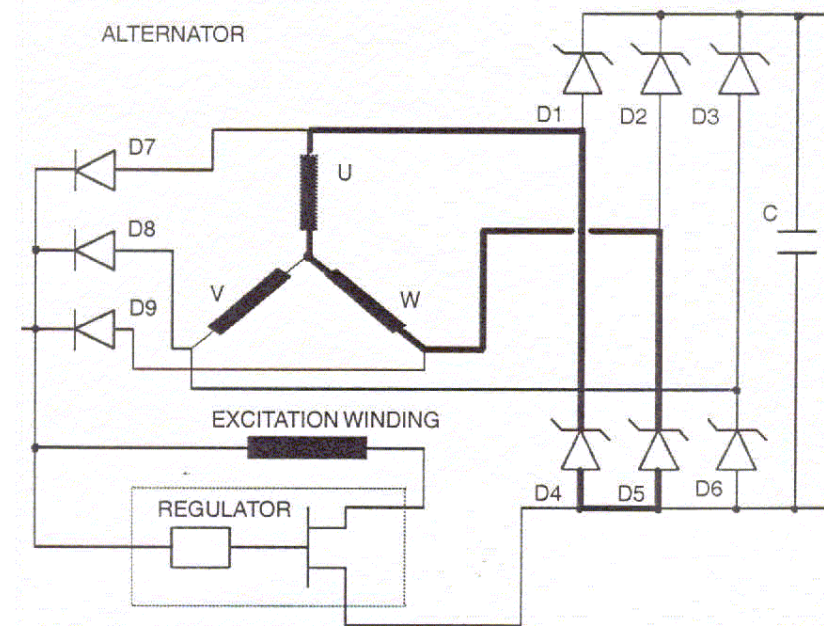 ALTERNATOR
D1
D2
D3
D7
U
D8
C
V
W
D9
EXCITATION WINDING
D4
D5
D6
REGULATOR